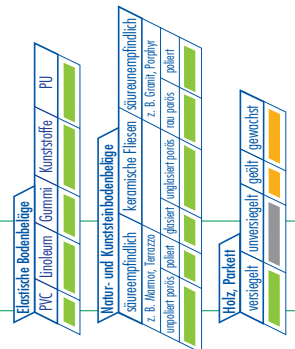 Elastische Bodenbeläge
PVC Linoleum Gummi Kunststoffe PU
Natur- und Kunststeinbodenbeläge
säureempfindlich keramische Fliesen säureunempfindlich
z. B. Marmor, Terrazzo z. B. Granit, Porphyr
unpoliert porös poliert glasiert unglasiert porös rau porös poliert
Holz, Parkett
versiegelt unversiegelt geölt gewachst